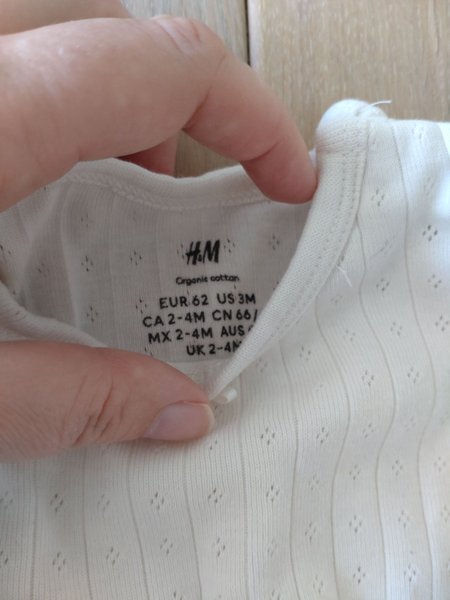 H&M
Organic cotton
EUR 62 US 3M
CA 2-4M CN 66/
MX 2-4M AUS
UK 2-4M